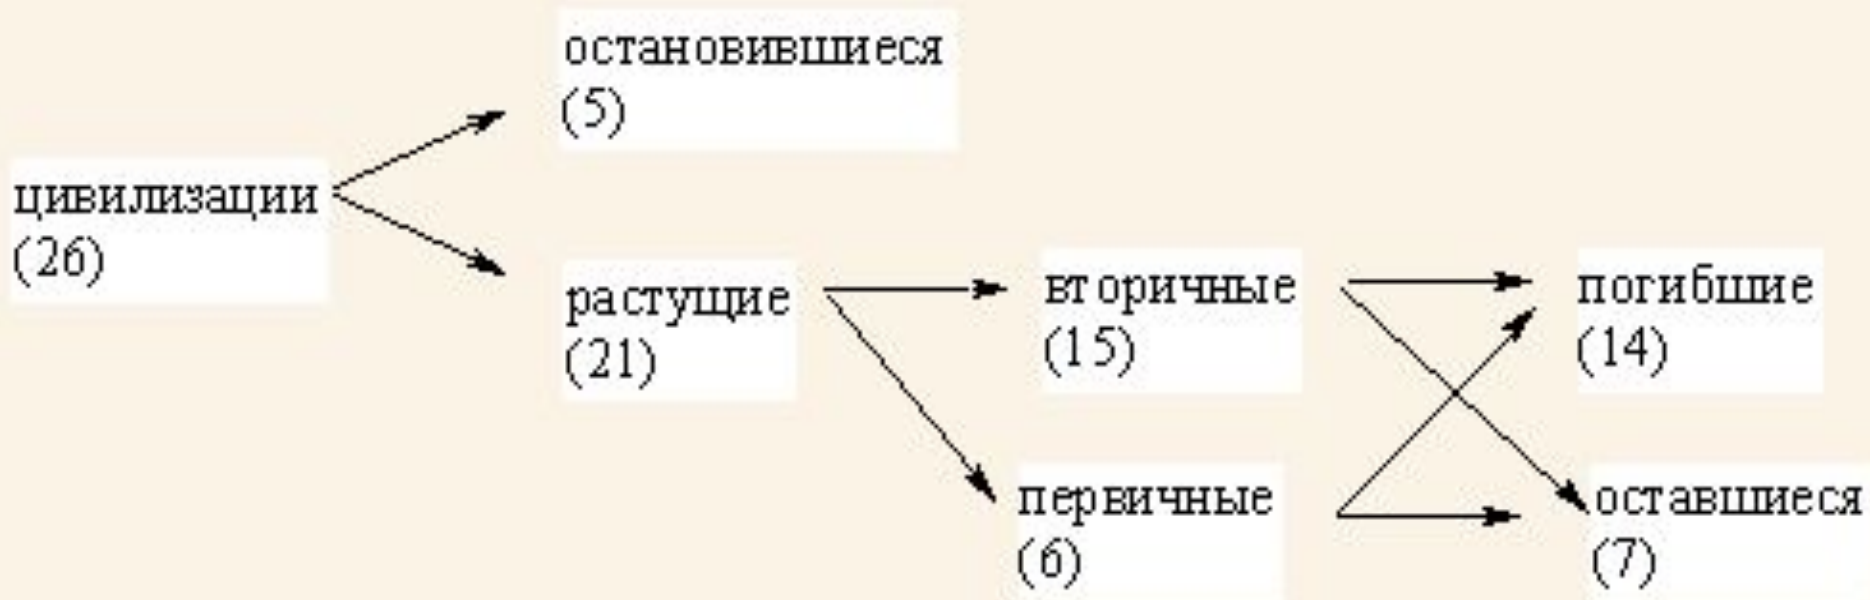 остановившиеся
(5)
цивилизации
(26)
растущие
(21)
вторичные
(15)
погибшие
(14)
первичные
(6)
оставшиеся
(7)